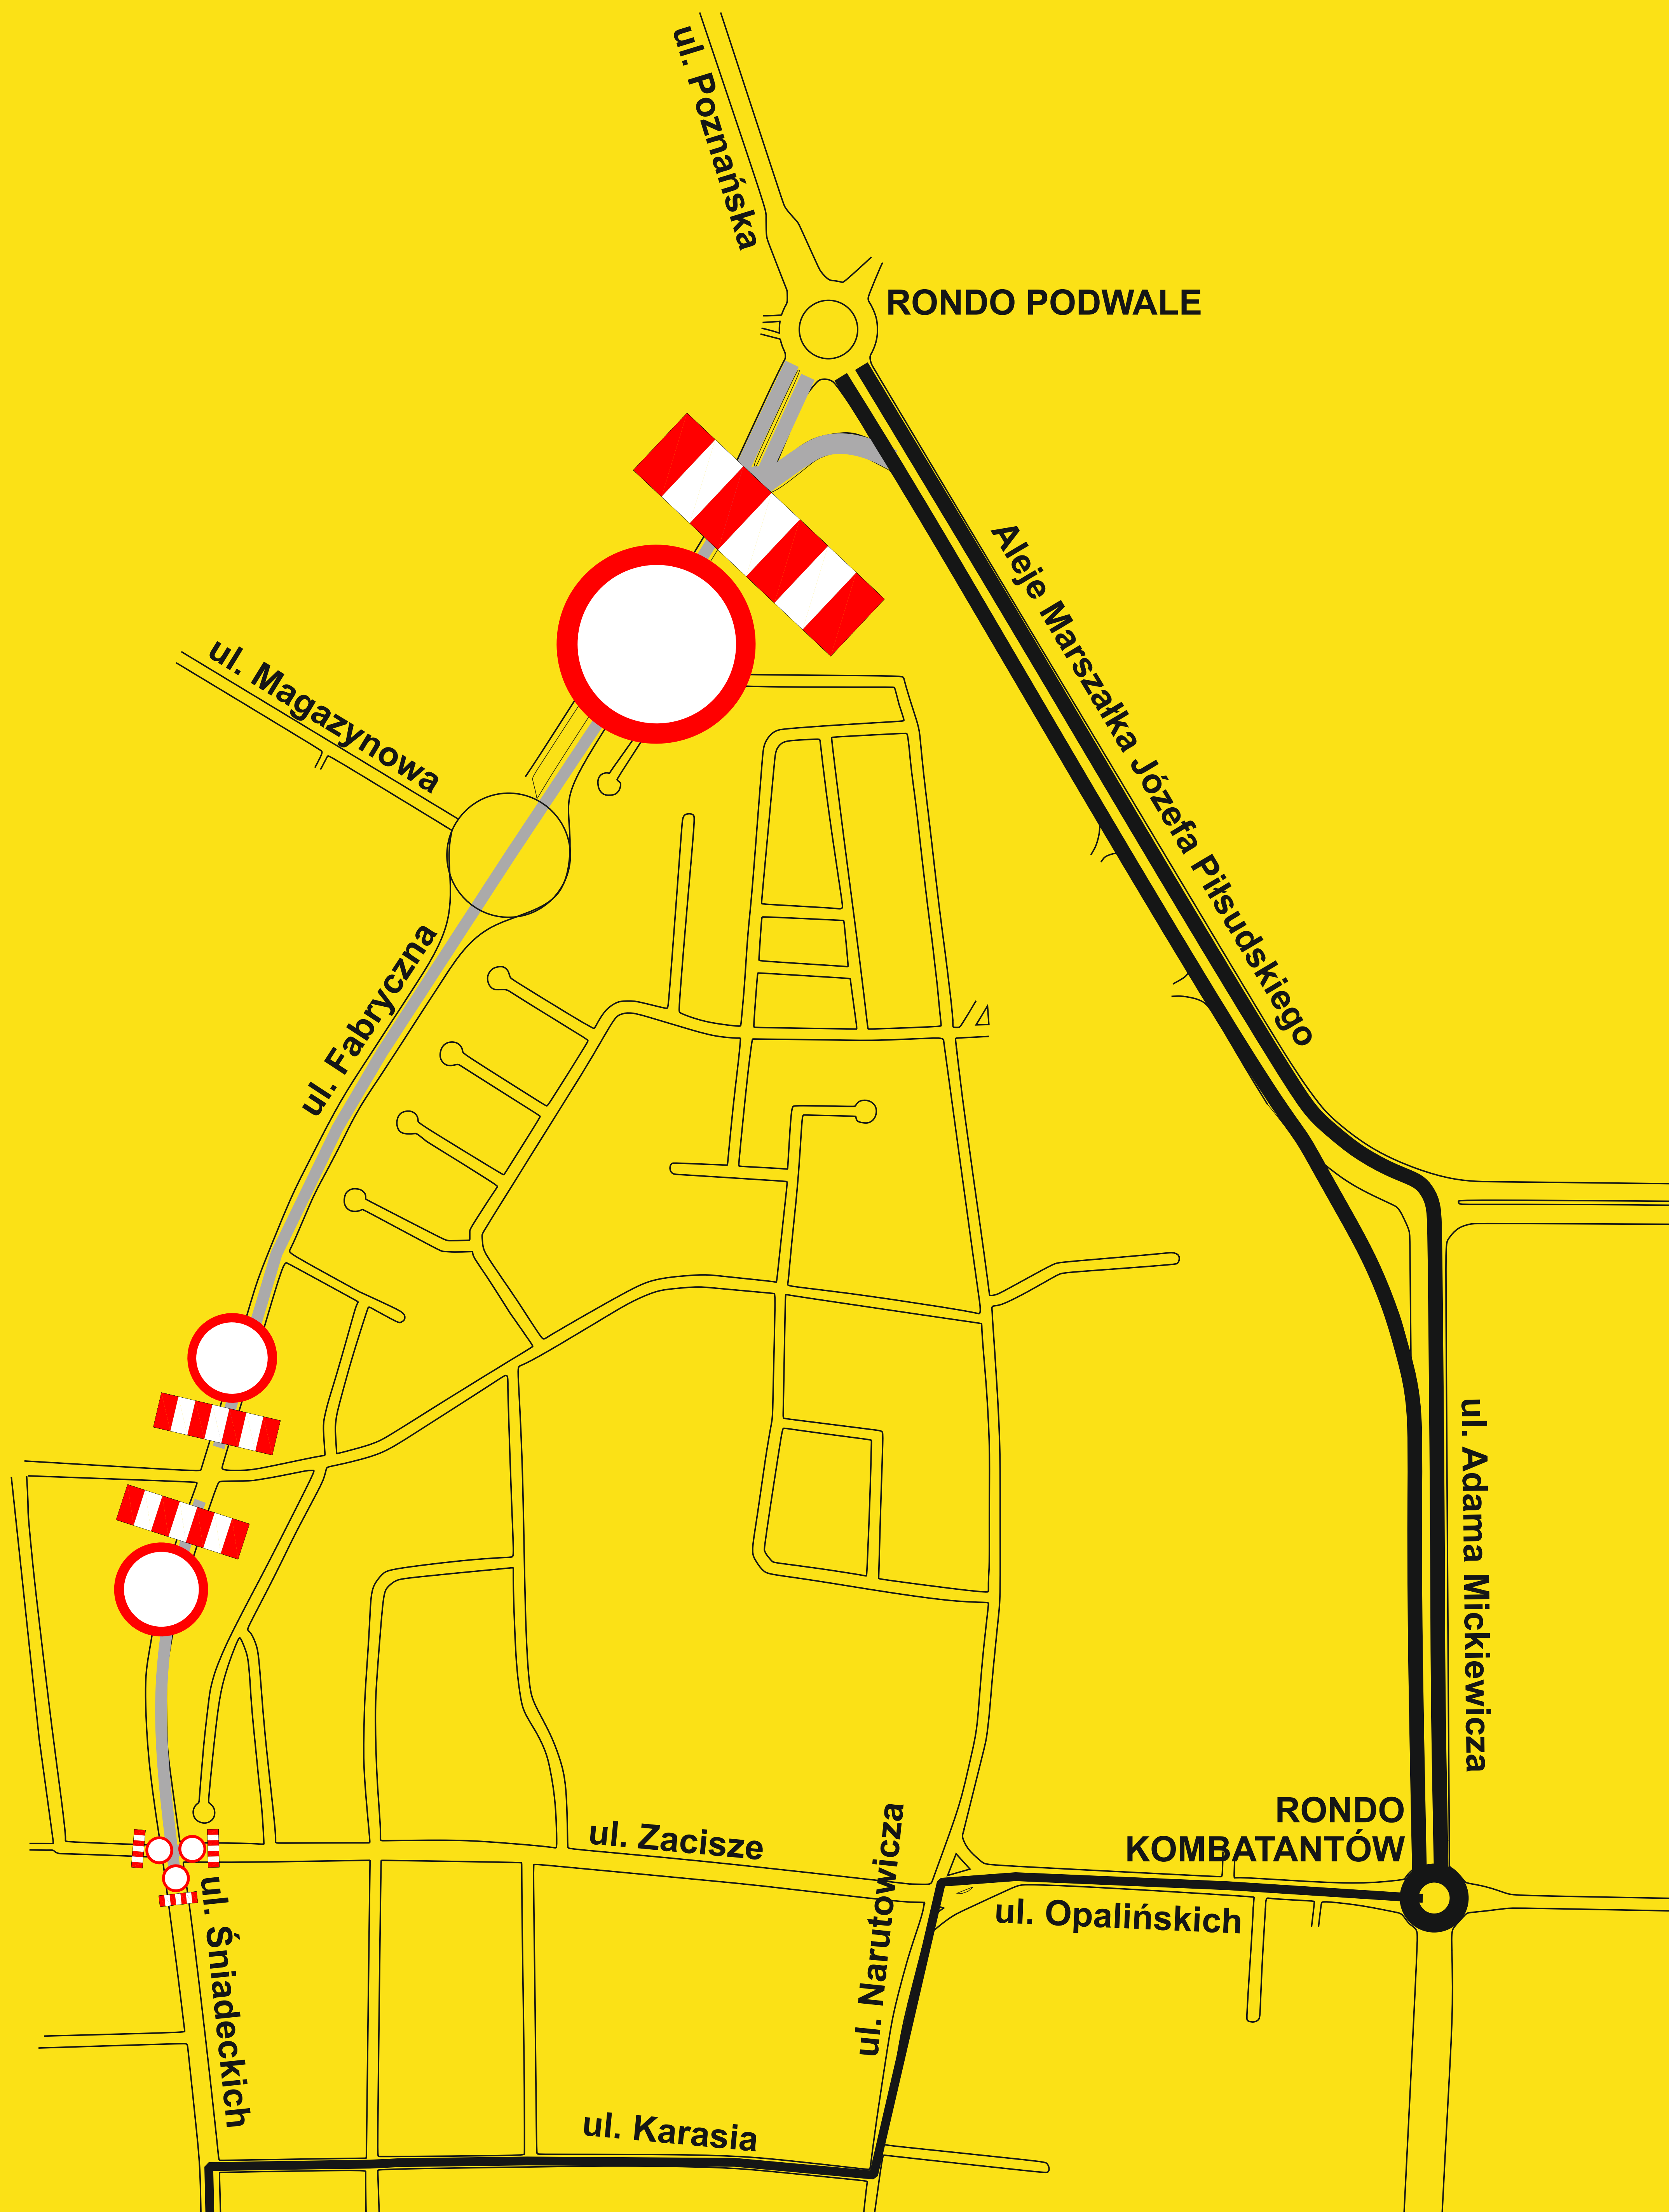 ul. Poznańska
RONDO PODWALE
Aleje Marszałka Józefa Piłsudskiego
ul. Magazynowa
ul. Fabryczna
ul. Adama Mickiewicza
RONDO
KOMBATANTÓW
ul. Zacisze
ul. Narutowicza
ul. Opalińskich
ul. Śniadeckich
ul. Karasia